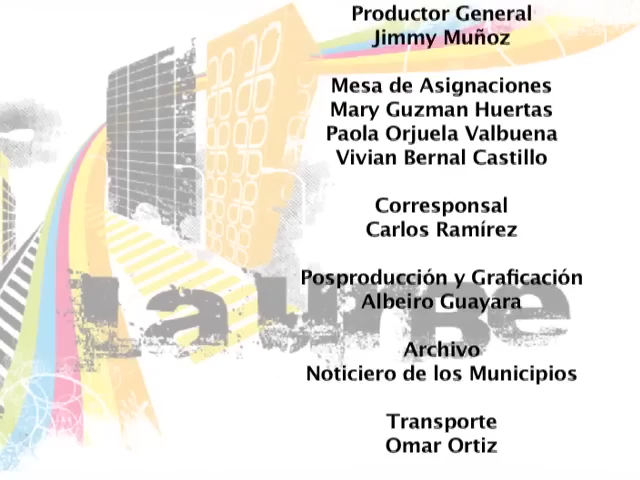 Productor General
Jimmy Muñoz
Mesa de Asignaciones
Mary Guzman Huertas
Paola Orjuela Valbuena
Vivian Bernal Castillo
Corresponsal
Carlos Ramírez
Posproducción y Graficación
Albeiro Guayara
laurbe
Archivo
Noticiero de los Municipios
Transporte
Omar Ortiz